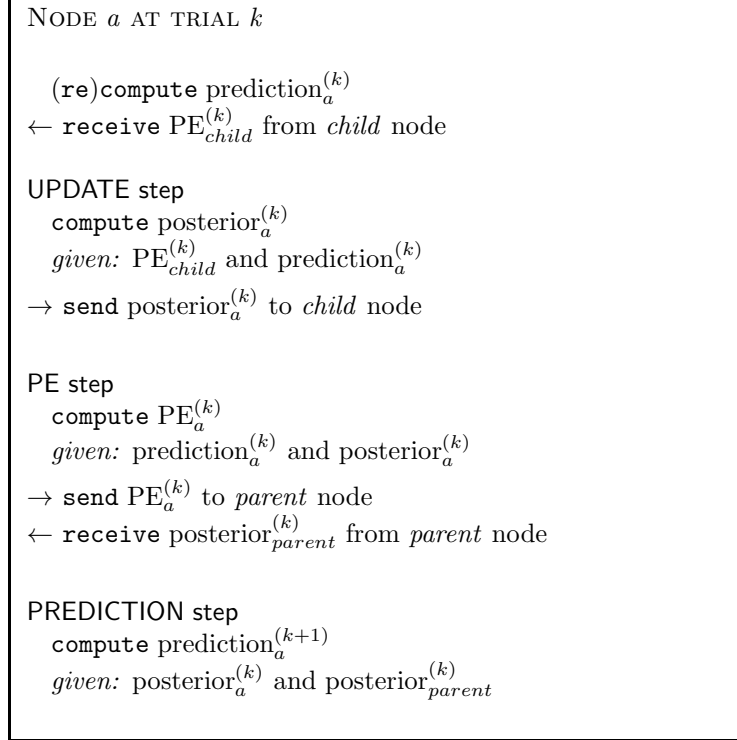 NODE a AT TRIAL k
(re)compute prediction_a^(k)
← receive PE_child^(k) from child node
UPDATE step
compute posterior_a^(k)
given: PE_child^(k) and prediction_a^(k)
→ send posterior_a^(k) to child node
PE step
compute PE_a^(k)
given: prediction_a^(k) and posterior_a^(k)
→ send PE_a^(k) to parent node
← receive posterior_parent^(k) from parent node
PREDICTION step
compute prediction_a^(k+1)
given: posterior_a^(k) and posterior_parent^(k)